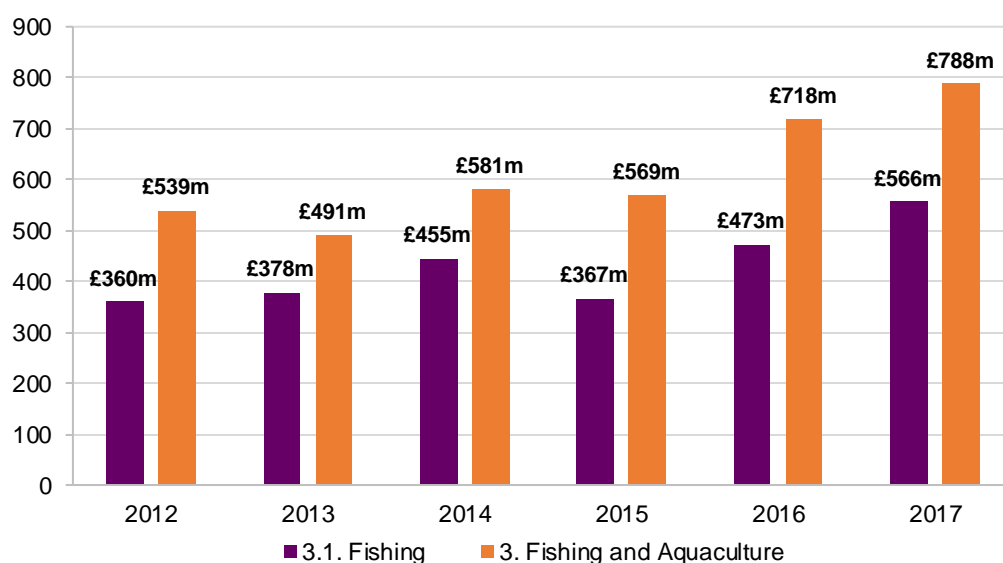 900
800
700
600
500
400
300
200
100
0
£360m
£539m
£378m
£491m
£455m
£581m
£367m
£569m
£473m
£718m
£566m
£788m
2012 2013 2014 2015 2016 2017
3.1. Fishing 3. Fishing and Aquaculture